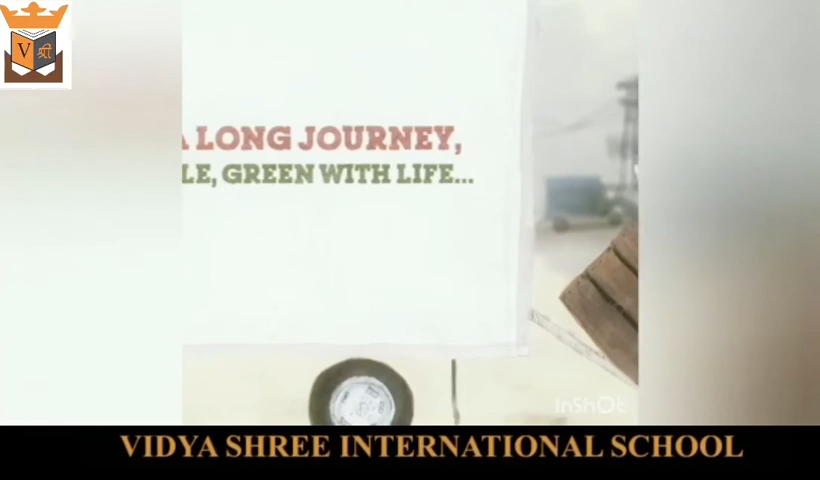 V श्री
A LONG JOURNEY,
LE, GREEN WITH LIFE...
InShOt
VIDYA SHREE INTERNATIONAL SCHOOL